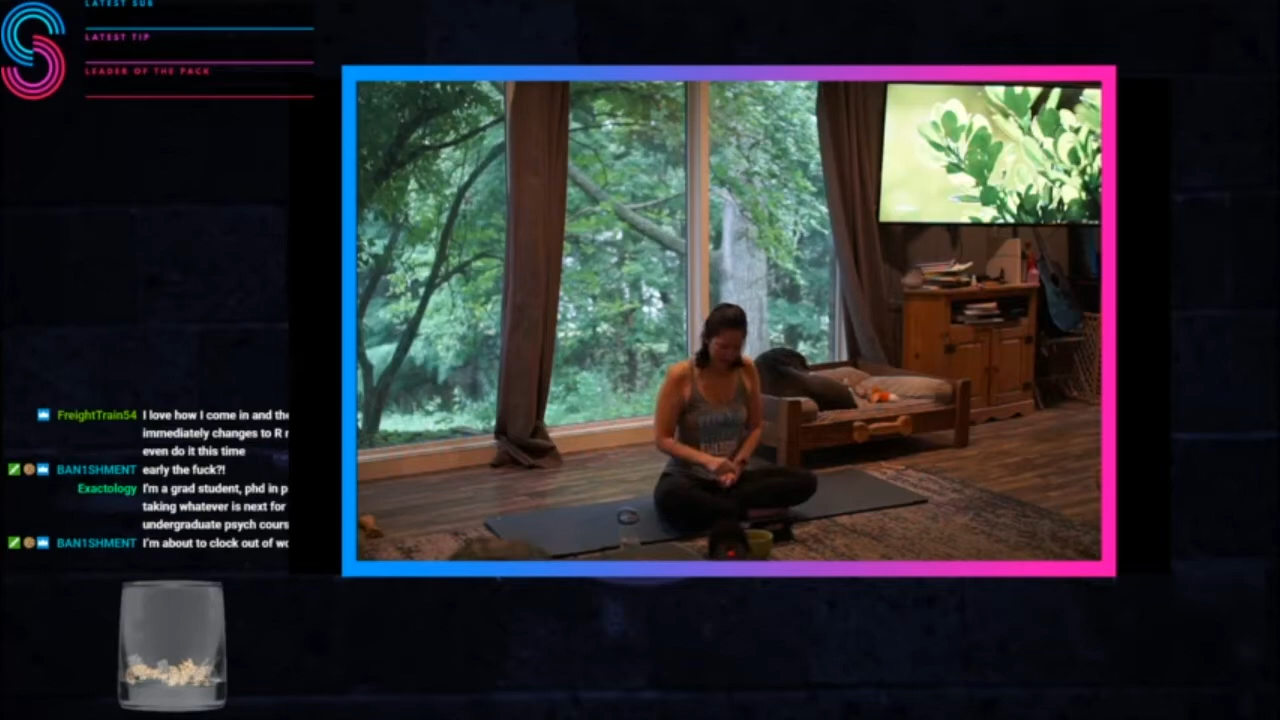 LATEST SUB
LATEST TIP
LEADER OF THE PACK
FreightTrain54 I love how I come in and the
immediately changes to R
even do it this time
BAN1SHMENT early the fuck?!
Exactology I'm a grad student, phd in p
taking whatever is next for
undergraduate psych cours
BAN1SHMENT I'm about to clock out of wo